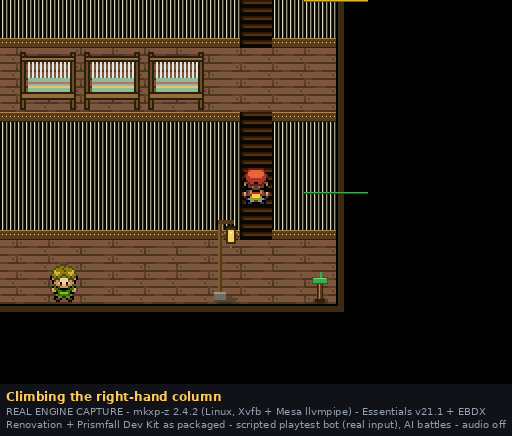 Climbing the right-hand column
REAL ENGINE CAPTURE - mkxp-z 2.4.2 (Linux, Xvfb + Mesa llvmpipe) - Essentials v21.1 + EBDX
Renovation + Prismfall Dev Kit as packaged - scripted playtest bot (real input), AI battles - audio off